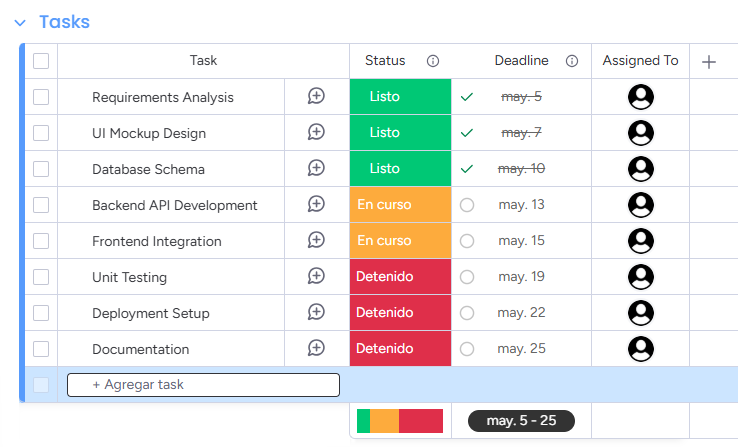 Tasks
Task Status Deadline Assigned To
Requirements Analysis Listo may. 5
UI Mockup Design Listo may. 7
Database Schema Listo may. 10
Backend API Development En curso may. 13
Frontend Integration En curso may. 15
Unit Testing Detenido may. 19
Deployment Setup Detenido may. 22
Documentation Detenido may. 25
+ Agregar task
may. 5 - 25